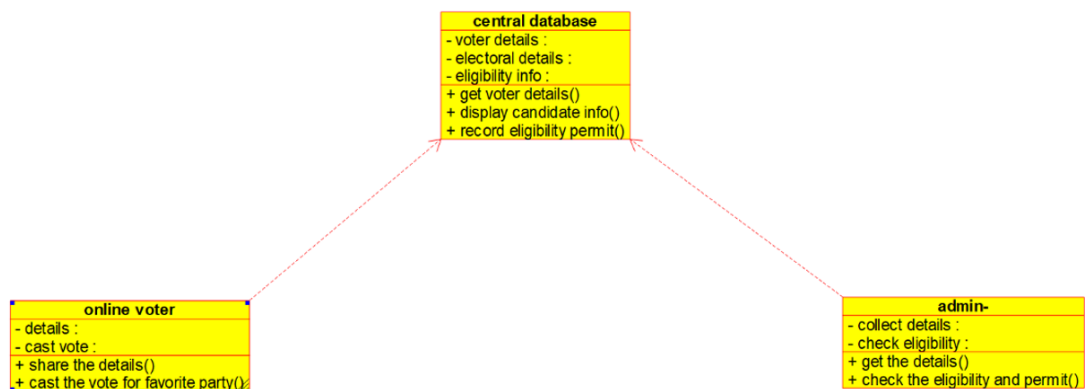 central database
- voter details :
- electoral details :
- eligibility info :
+ get voter details()
+ display candidate info()
+ record eligibility permit()
online voter
- details :
- cast vote :
+ share the details()
+ cast the vote for favorite party()
admin-
- collect details :
- check eligibility :
+ get the details()
+ check the eligibility and permit()